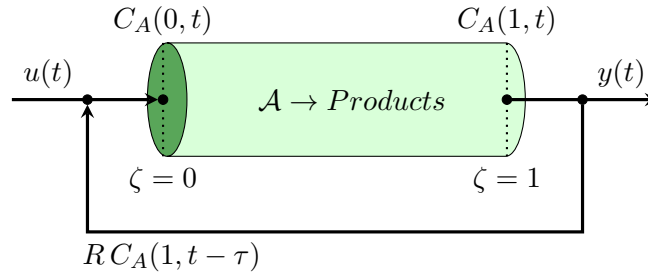 C_A(0, t) C_A(1, t)
u(t) y(t)
𝒜 → Products
ζ = 0 ζ = 1
R C_A(1, t − τ)